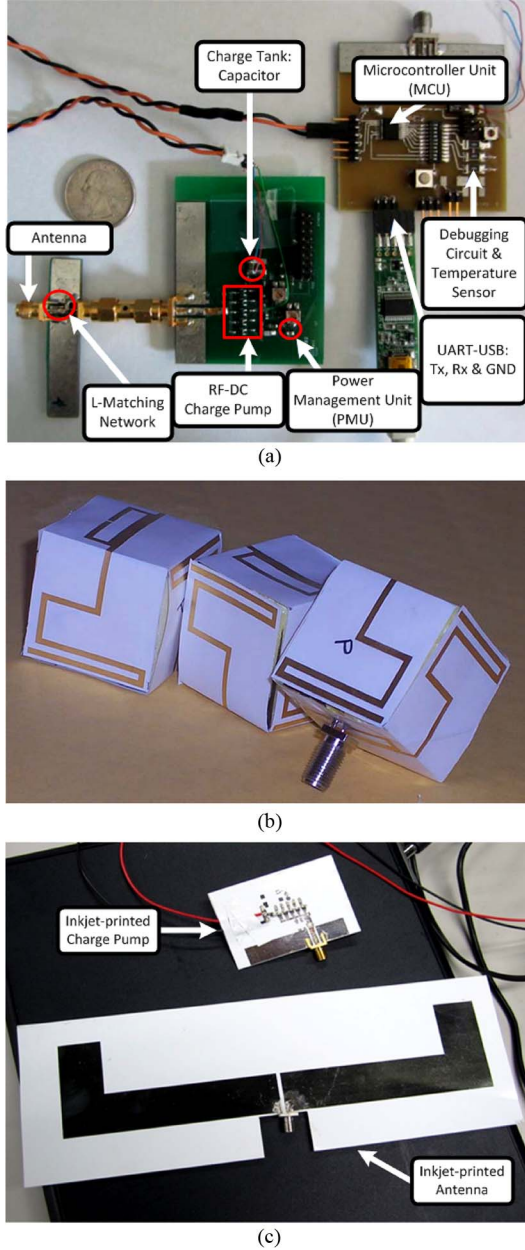 Charge Tank:
Capacitor
Microcontroller Unit
(MCU)
Antenna
Debugging
Circuit &
Temperature
Sensor
L-Matching
Network
RF-DC
Charge Pump
Power
Management Unit
(PMU)
UART-USB:
Tx, Rx & GND
(a)
P
(b)
Inkjet-printed
Charge Pump
Inkjet-printed
Antenna
(c)